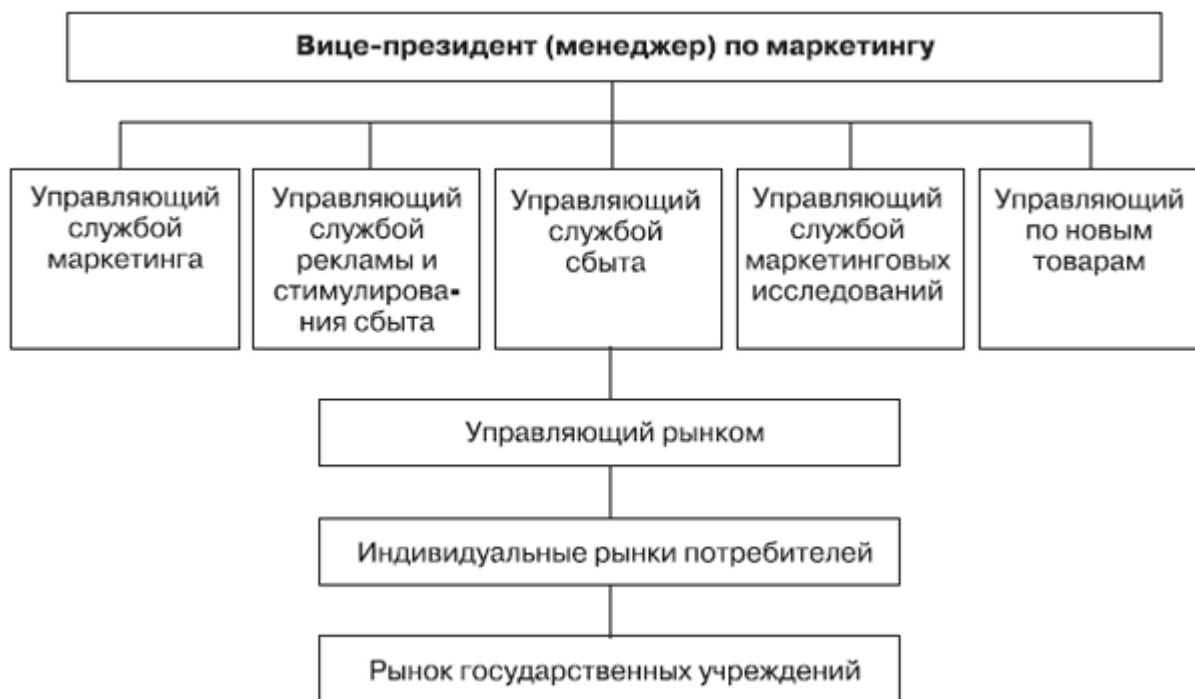 Вице-президент (менеджер) по маркетингу
Управляющий
службой
маркетинга
Управляющий
службой
рекламы и
стимулирова-
ния сбыта
Управляющий
службой
сбыта
Управляющий
службой
маркетинговых
исследований
Управляющий
по новым
товарам
Управляющий рынком
Индивидуальные рынки потребителей
Рынок государственных учреждений